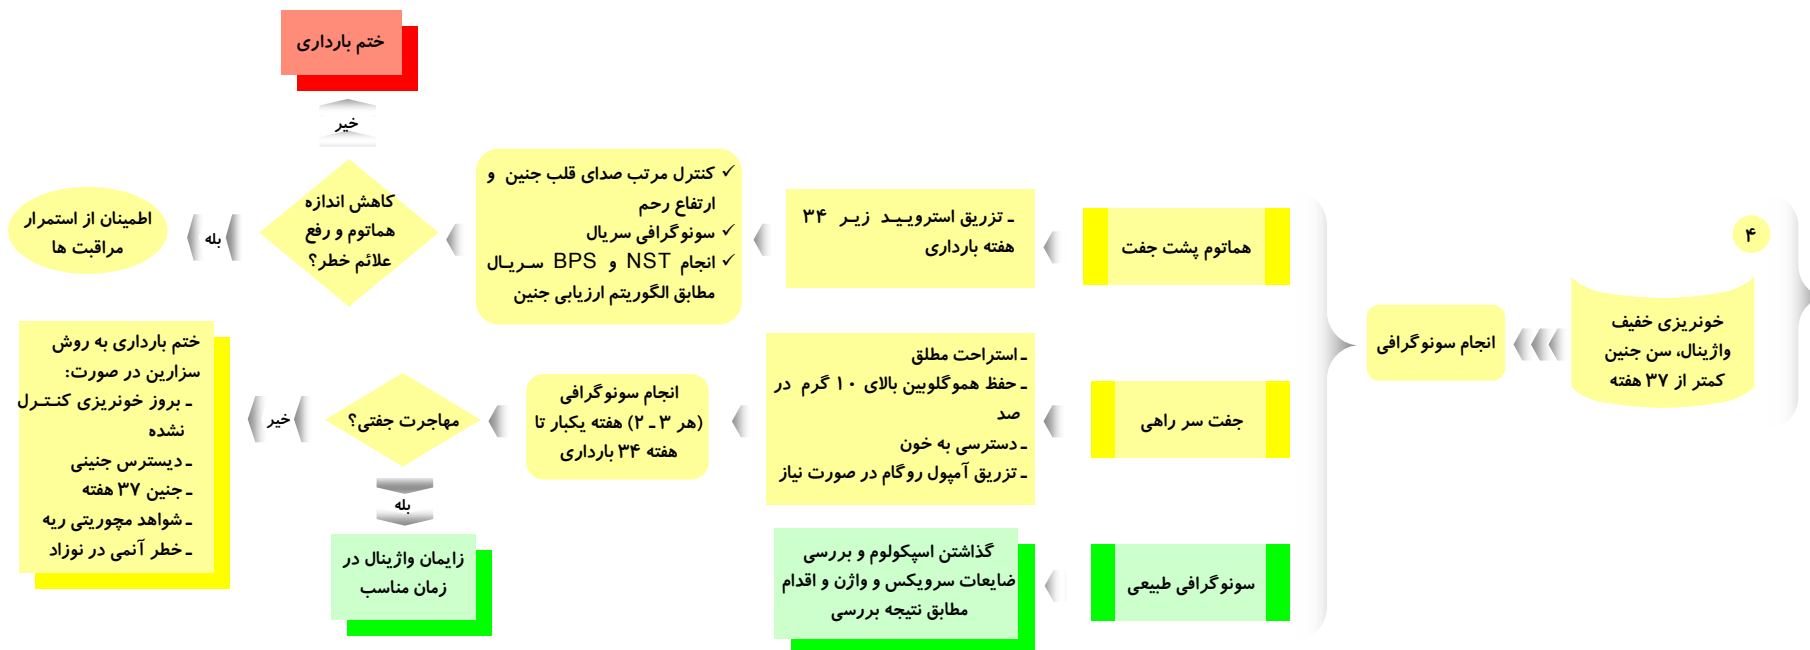 ۴
خونریزی خفیف
واژینال، سن جنین
کمتر از ۳۷ هفته
انجام سونوگرافی
هماتوم پشت جفت
ـ تزریق استروییـد زیـر ۳۴
هفته بارداری
✓ کنترل مرتب صدای قلب جنین و
ارتفاع رحم
✓ سونوگرافی سریال
✓ انجام NST و BPS سریال
مطابق الگوریتم ارزیابی جنین
کاهش اندازه
هماتوم و رفع
علائم خطر؟
خیر
ختم بارداری
بله
اطمینان از استمرار
مراقبت ها
جفت سر راهی
ـ استراحت مطلق
ـ حفظ هموگلوبین بالای ۱۰ گرم در
صد
ـ دسترسی به خون
ـ تزریق آمپول روگام در صورت نیاز
انجام سونوگرافی
(هر ۳ ـ ۲) هفته یکبار تا
هفته ۳۴ بارداری
مهاجرت جفتی؟
خیر
ختم بارداری به روش
سزارین در صورت:
ـ بروز خونریزی کنتـرل
نشده
ـ دیسترس جنینی
ـ جنین ۳۷ هفته
ـ شواهد مچوریتی ریه
ـ خطر آنمی در نوزاد
بله
زایمان واژینال در
زمان مناسب
سونوگرافی طبیعی
گذاشتن اسپکولوم و بررسی
ضایعات سرویکس و واژن و اقدام
مطابق نتیجه بررسی